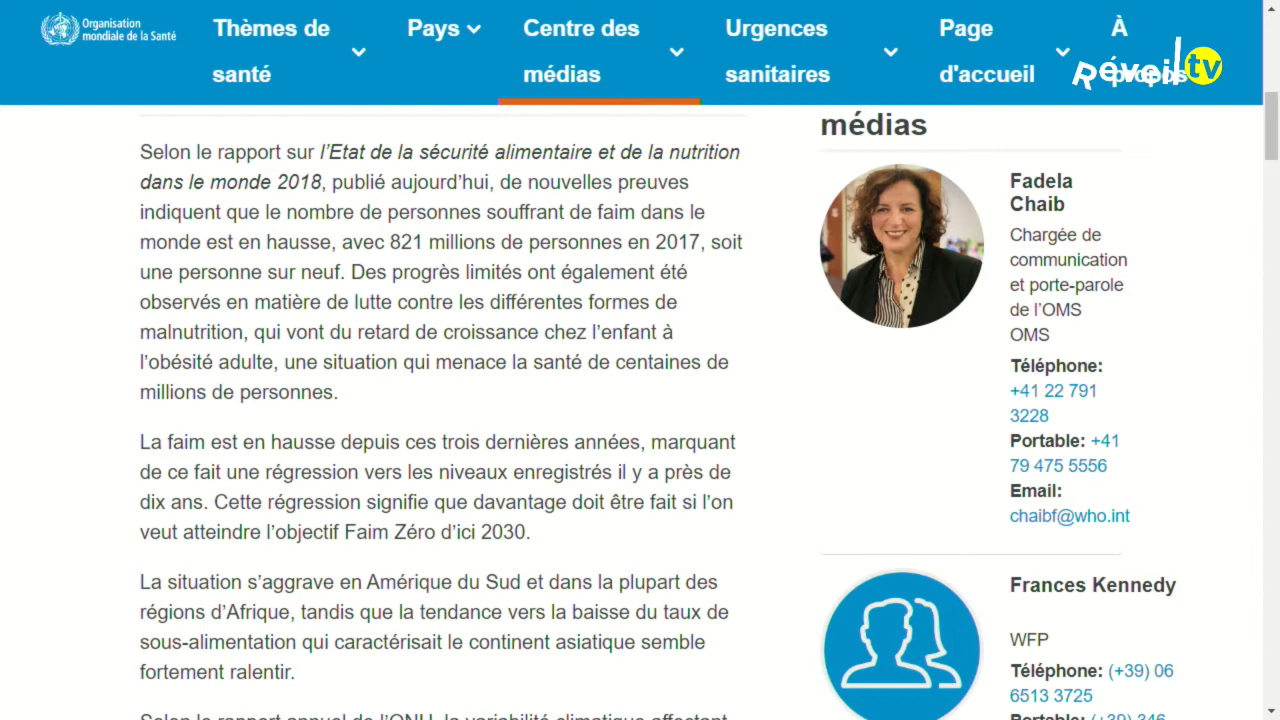 Organisation
mondiale de la Santé
Thèmes de
santé
Pays
Centre des
médias
Urgences
sanitaires
Page
d'accueil
À
propos
Réveil tv
Selon le rapport sur l’Etat de la sécurité alimentaire et de la nutrition
dans le monde 2018, publié aujourd’hui, de nouvelles preuves
indiquent que le nombre de personnes souffrant de faim dans le
monde est en hausse, avec 821 millions de personnes en 2017, soit
une personne sur neuf. Des progrès limités ont également été
observés en matière de lutte contre les différentes formes de
malnutrition, qui vont du retard de croissance chez l’enfant à
l’obésité adulte, une situation qui menace la santé de centaines de
millions de personnes.
La faim est en hausse depuis ces trois dernières années, marquant
de ce fait une régression vers les niveaux enregistrés il y a près de
dix ans. Cette régression signifie que davantage doit être fait si l’on
veut atteindre l’objectif Faim Zéro d’ici 2030.
La situation s’aggrave en Amérique du Sud et dans la plupart des
régions d’Afrique, tandis que la tendance vers la baisse du taux de
sous-alimentation qui caractérisait le continent asiatique semble
fortement ralentir.
Selon le rapport annuel de l’ONU, la variabilité climatique affectant
médias
Fadela
Chaib
Chargée de
communication
et porte-parole
de l’OMS
OMS
Téléphone:
+41 22 791
3228
Portable: +41
79 475 5556
Email:
chaibf@who.int
Frances Kennedy
WFP
Téléphone: (+39) 06
6513 3725
Portable: (+39) 346